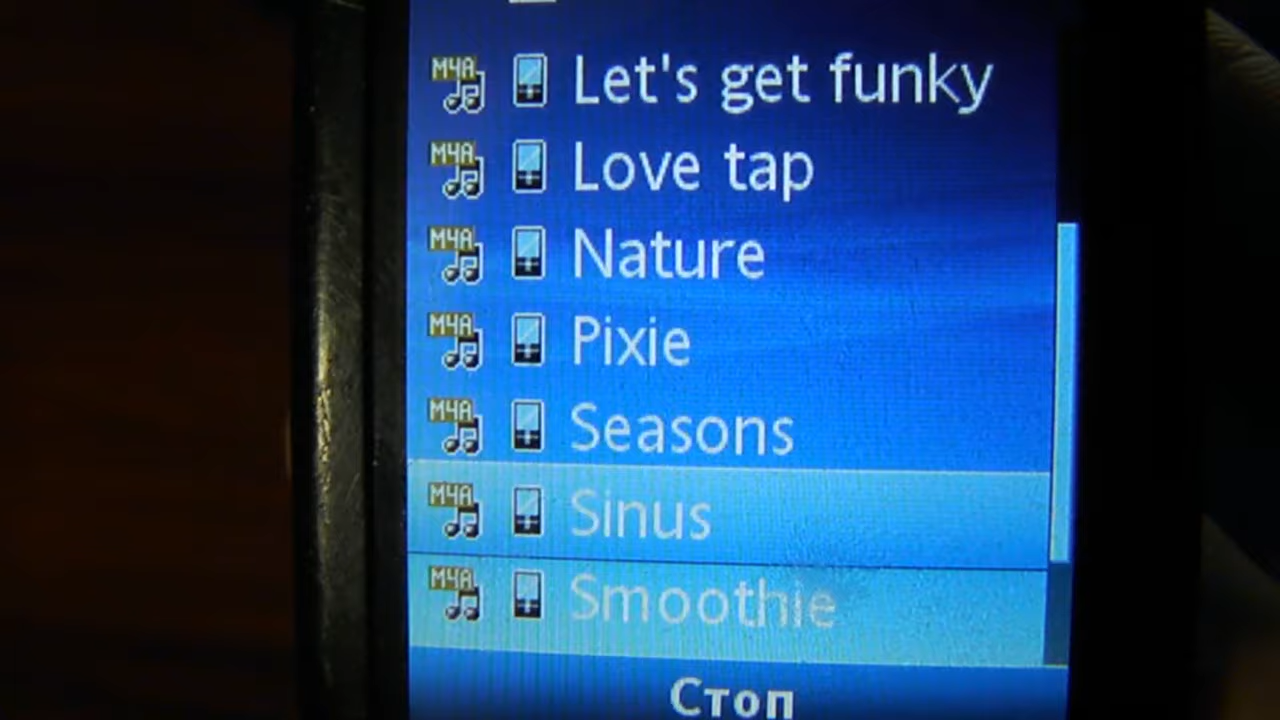 M4A Let's get funky
M4A Love tap
M4A Nature
M4A Pixie
M4A Seasons
M4A Sinus
M4A Smoothie
Стоп